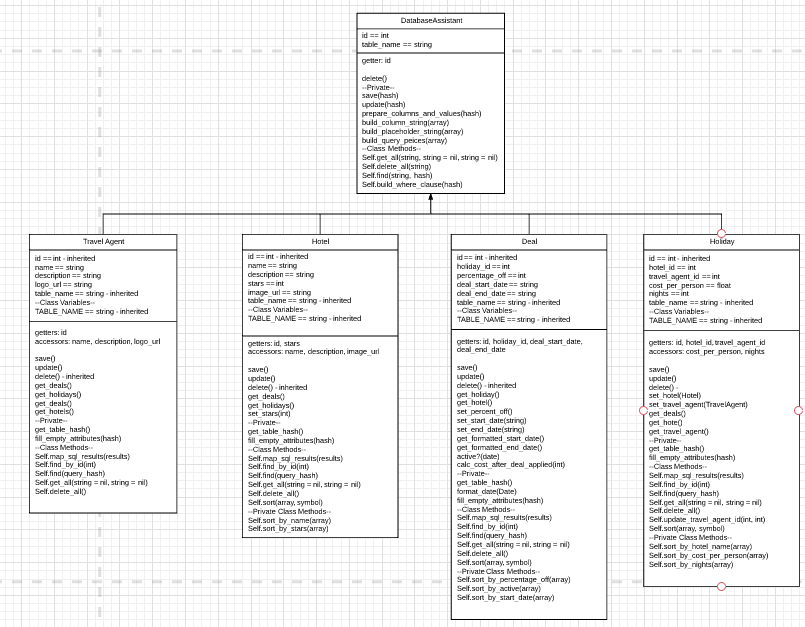 DatabaseAssistant
id == int
table_name == string
getter: id
delete()
--Private--
save(hash)
update(hash)
prepare_columns_and_values(hash)
build_column_string(array)
build_placeholder_string(array)
build_query_peices(array)
--Class Methods--
Self.get_all(string, string = nil, string = nil)
Self.delete_all(string)
Self.find(string, hash)
Self.build_where_clause(hash)
Travel Agent
id == int - inherited
name == string
description == string
logo_url == string
table_name == string - inherited
--Class Variables--
TABLE_NAME == string - inherited
getters: id
accessors: name, description, logo_url
save()
update()
delete() - inherited
get_deals()
get_holidays()
get_deals()
get_hotels()
--Private--
get_table_hash()
fill_empty_attributes(hash)
--Class Methods--
Self.map_sql_results(results)
Self.find_by_id(int)
Self.find(query_hash)
Self.get_all(string = nil, string = nil)
Self.delete_all()
Hotel
id == int - inherited
name == string
description == string
stars == int
image_url == string
table_name == string - inherited
--Class Variables--
TABLE_NAME == string - inherited
getters: id, stars
accessors: name, description, image_url
save()
update()
delete() - inherited
get_deals()
get_holidays()
set_stars(int)
--Private--
get_table_hash()
fill_empty_attributes(hash)
--Class Methods--
Self.map_sql_results(results)
Self.find_by_id(int)
Self.find(query_hash)
Self.get_all(string = nil, string = nil)
Self.delete_all()
Self.sort(array, symbol)
--Private Class Methods--
Self.sort_by_name(array)
Self.sort_by_stars(array)
Deal
id == int - inherited
holiday_id == int
percentage_off == int
deal_start_date == string
deal_end_date == string
table_name == string - inherited
--Class Variables--
TABLE_NAME == string - inherited
getters: id, holiday_id, deal_start_date,
deal_end_date
save()
update()
delete() - inherited
get_holiday()
get_hotel()
set_percent_off()
set_start_date(string)
set_end_date(string)
get_formatted_start_date()
get_formatted_end_date()
active?(date)
calc_cost_after_deal_applied(int)
--Private--
get_table_hash()
format_date(Date)
fill_empty_attributes(hash)
--Class Methods--
Self.map_sql_results(results)
Self.find_by_id(int)
Self.find(query_hash)
Self.get_all(string = nil, string = nil)
Self.delete_all()
Self.sort(array, symbol)
--Private Class Methods--
Self.sort_by_percentage_off(array)
Self.sort_by_active(array)
Self.sort_by_start_date(array)
Holiday
id == int - inherited
hotel_id == int
travel_agent_id == int
cost_per_person == float
nights == int
table_name == string - inherited
--Class Variables--
TABLE_NAME == string - inherited
getters: id, hotel_id, travel_agent_id
accessors: cost_per_person, nights
save()
update()
delete() -
set_hotel(Hotel)
set_travel_agent(TravelAgent)
get_deals()
get_hote()
get_travel_agent()
--Private--
get_table_hash()
fill_empty_attributes(hash)
--Class Methods--
Self.map_sql_results(results)
Self.find_by_id(int)
Self.find(query_hash)
Self.get_all(string = nil, string = nil)
Self.delete_all()
Self.update_travel_agent_id(int, int)
Self.sort(array, symbol)
--Private Class Methods--
Self.sort_by_hotel_name(array)
Self.sort_by_cost_per_person(array)
Self.sort_by_nights(array)